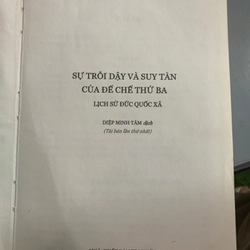 SỰ TRỖI DẬY VÀ SUY TÀN
CỦA ĐẾ CHẾ THỨ BA
LỊCH SỬ ĐỨC QUỐC XÃ
DIỆP MINH TÂM dịch
(Tái bản lần thứ nhất)